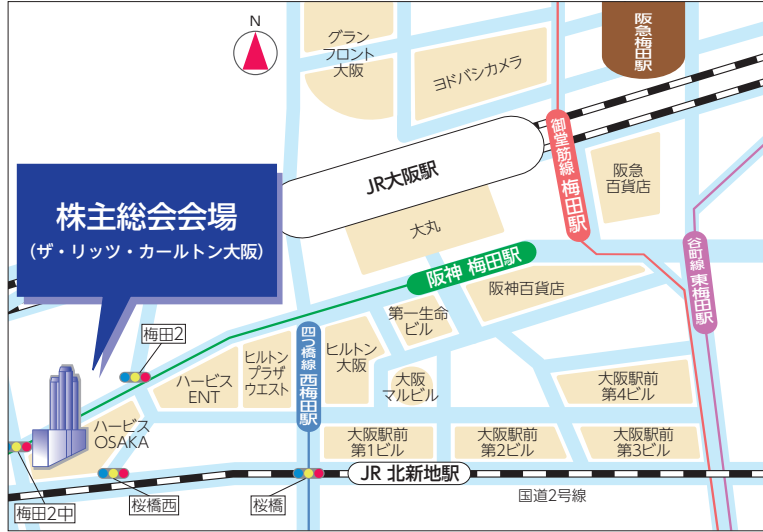 N
グラン
フロント
大阪
ヨドバシカメラ
阪急梅田駅
御堂筋線 梅田駅
阪急
百貨店
JR大阪駅
株主総会会場
(ザ・リッツ・カールトン大阪)
大丸
谷町線 東梅田駅
阪神 梅田駅
阪神百貨店
第一生命
ビル
梅田2
四つ橋線 西梅田駅
ヒルトン
大阪
ヒルトン
プラザ
ウエスト
ハービス
ENT
大阪
マルビル
大阪駅前
第4ビル
ハービス
OSAKA
大阪駅前
第1ビル
大阪駅前
第2ビル
大阪駅前
第3ビル
JR 北新地駅
梅田2中
桜橋西
桜橋
国道2号線